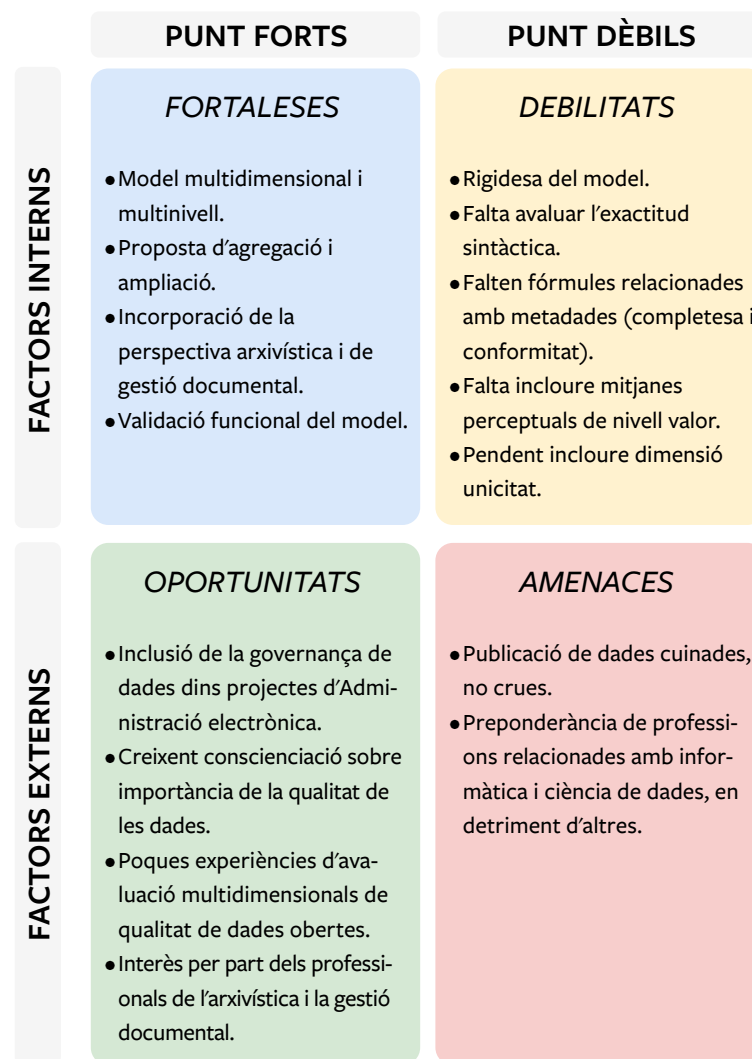 PUNT FORTS
PUNT DÈBILS
FACTORS INTERNS
FORTALESES
• Model multidimensional i
multinivell.
• Proposta d'agregació i
ampliació.
• Incorporació de la
perspectiva arxivística i de
gestió documental.
• Validació funcional del model.
DEBILITATS
• Rigidesa del model.
• Falta avaluar l'exactitud
sintàctica.
• Falten fórmules relacionades
amb metadades (completesa i
conformitat).
• Falta incloure mitjanes
perceptuals de nivell valor.
• Pendent incloure dimensió
unicitat.
FACTORS EXTERNS
OPORTUNITATS
• Inclusió de la governança de
dades dins projectes d'Admi-
nistració electrònica.
• Creixent conscienciació sobre
importància de la qualitat de
les dades.
• Poques experiències d'ava-
luació multidimensionals de
qualitat de dades obertes.
• Interès per part dels professi-
onals de l'arxivística i la gestió
documental.
AMENACES
• Publicació de dades cuinades,
no crues.
• Preponderància de professi-
ons relacionades amb infor-
màtica i ciència de dades, en
detriment d'altres.